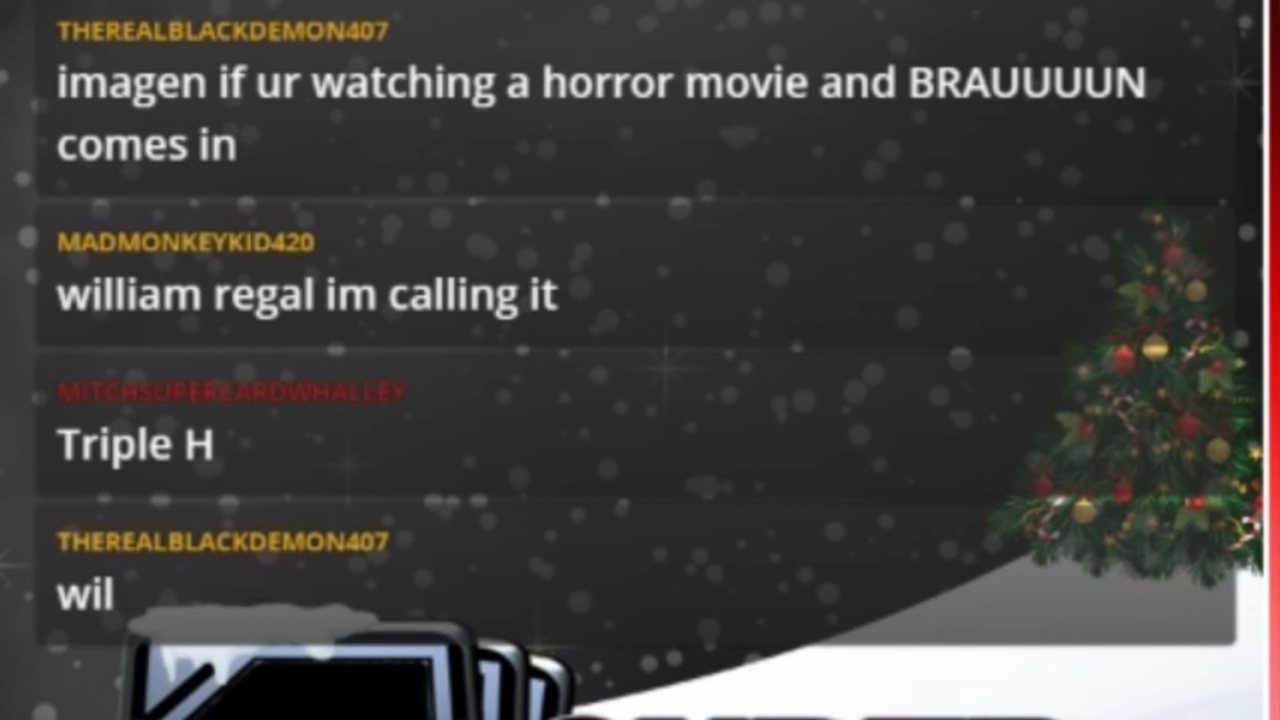 THEREALBLACKDEMON407
imagen if ur watching a horror movie and BRAUUUUN
comes in
MADMONKEYKID420
william regal im calling it
MITCHSUPERCARDWHALLEY
Triple H
THEREALBLACKDEMON407
wil